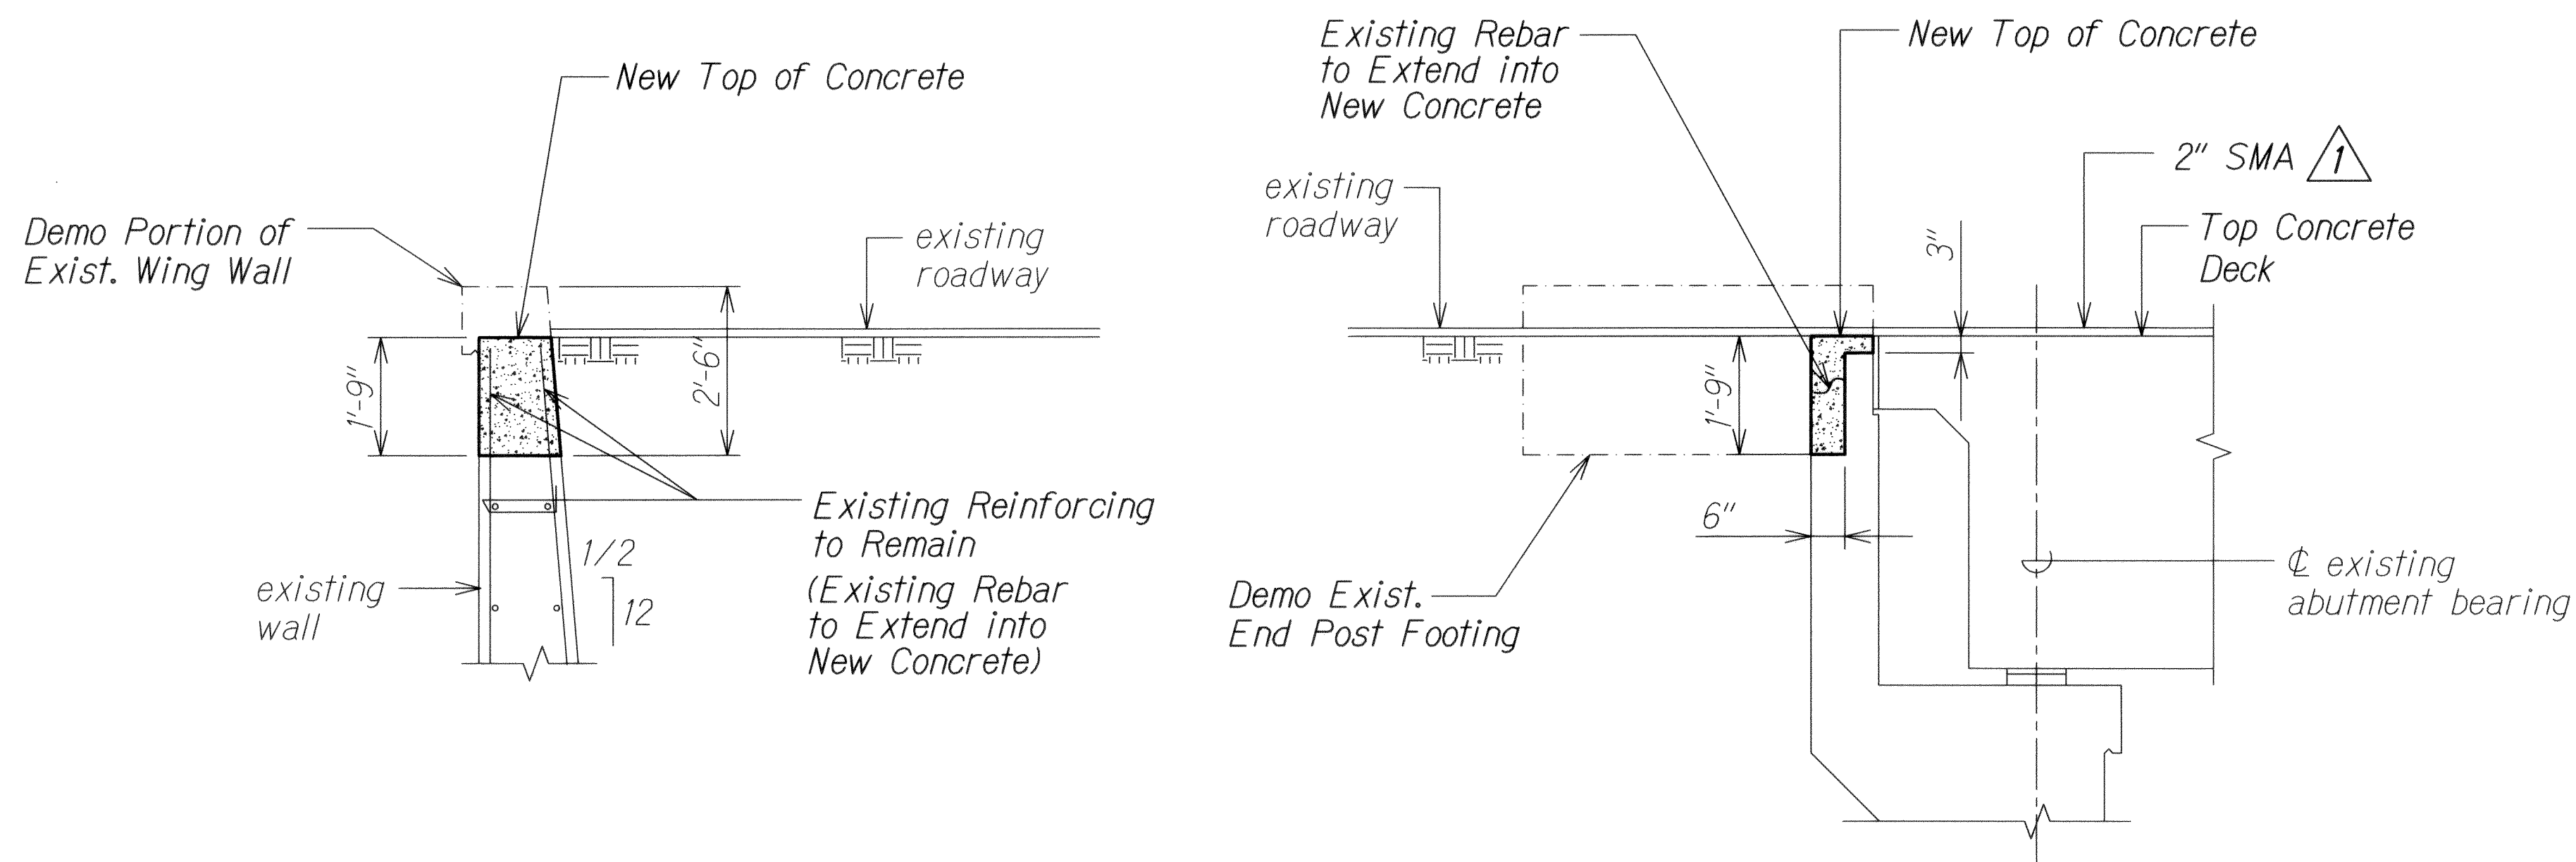 New Top of Concrete
Demo Portion of
Exist. Wing Wall
existing
roadway
1'-9"
2'-6"
Existing Reinforcing
to Remain
(Existing Rebar
to Extend into
New Concrete)
1/2
12
existing
wall
Existing Rebar
to Extend into
New Concrete
New Top of Concrete
2" SMA 1
existing
roadway
3"
Top Concrete
Deck
1'-9"
6"
Demo Exist.
End Post Footing
℄ existing
abutment bearing